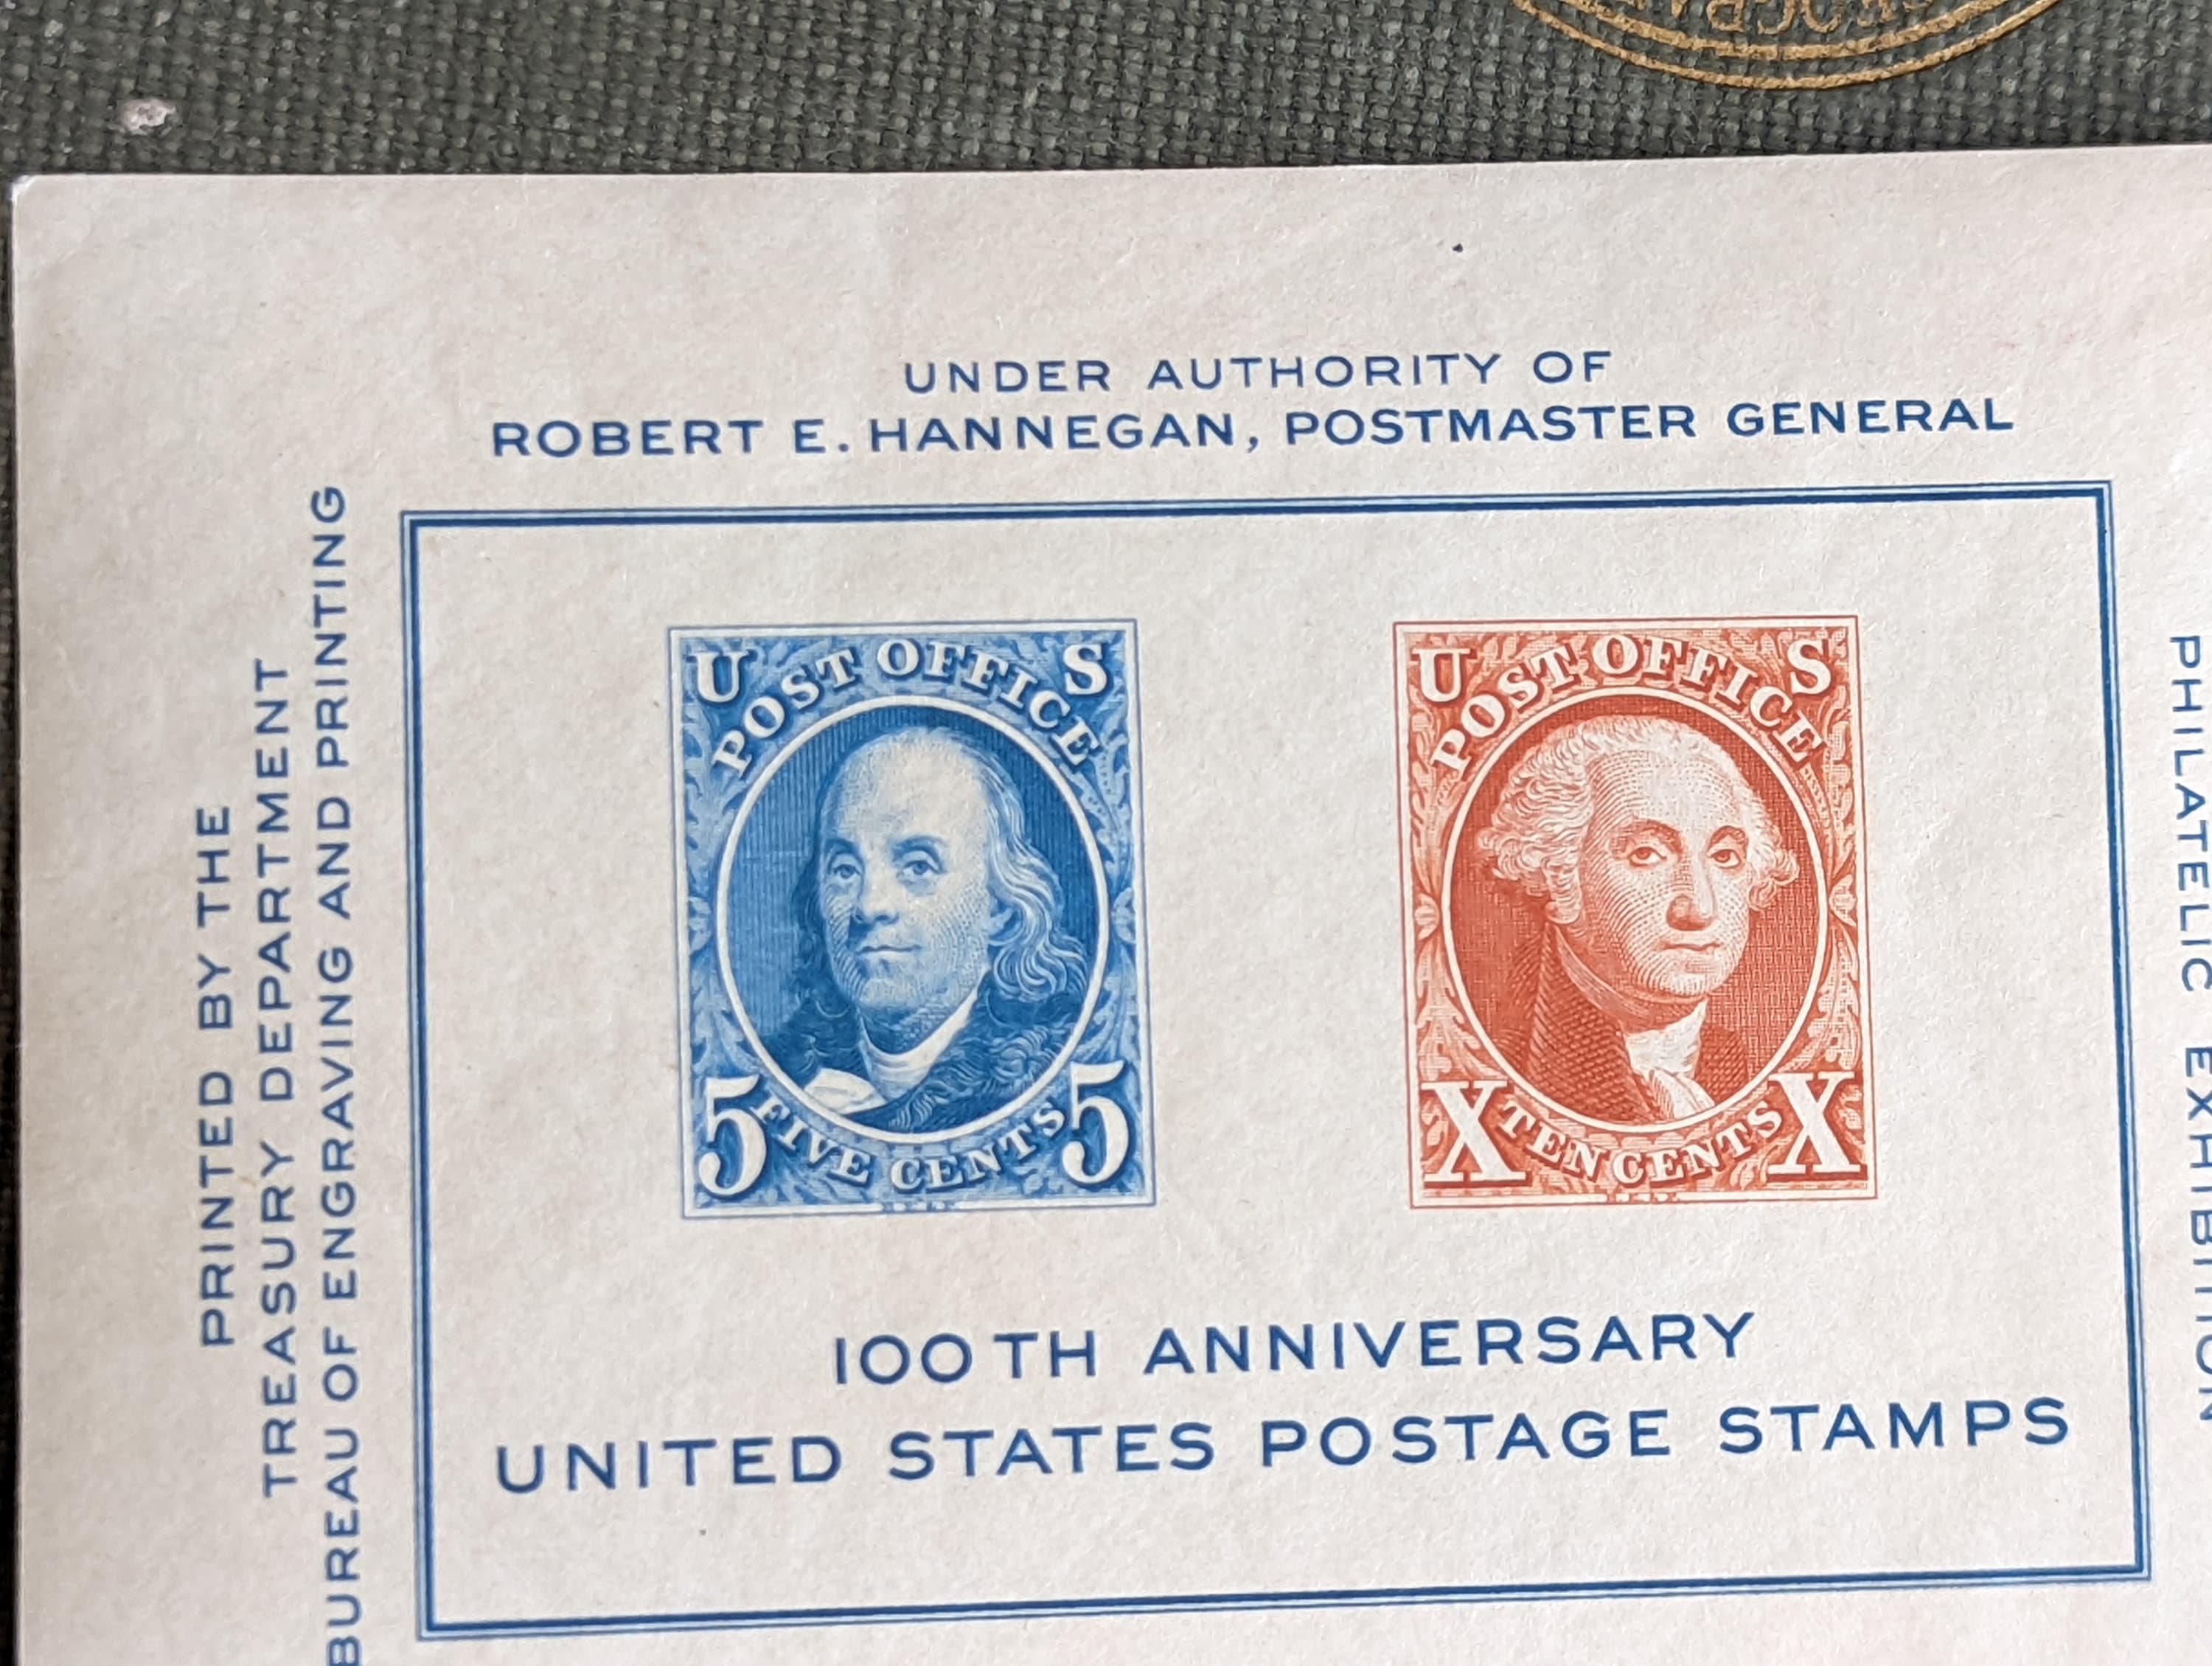 UNDER AUTHORITY OF
ROBERT E. HANNEGAN, POSTMASTER GENERAL
PRINTED BY THE
TREASURY DEPARTMENT
BUREAU OF ENGRAVING AND PRINTING
U S
POST OFFICE
5 FIVE CENTS 5
U S
POST OFFICE
X TEN CENTS X
100TH ANNIVERSARY
UNITED STATES POSTAGE STAMPS
PHILATELIC EXHIBITION